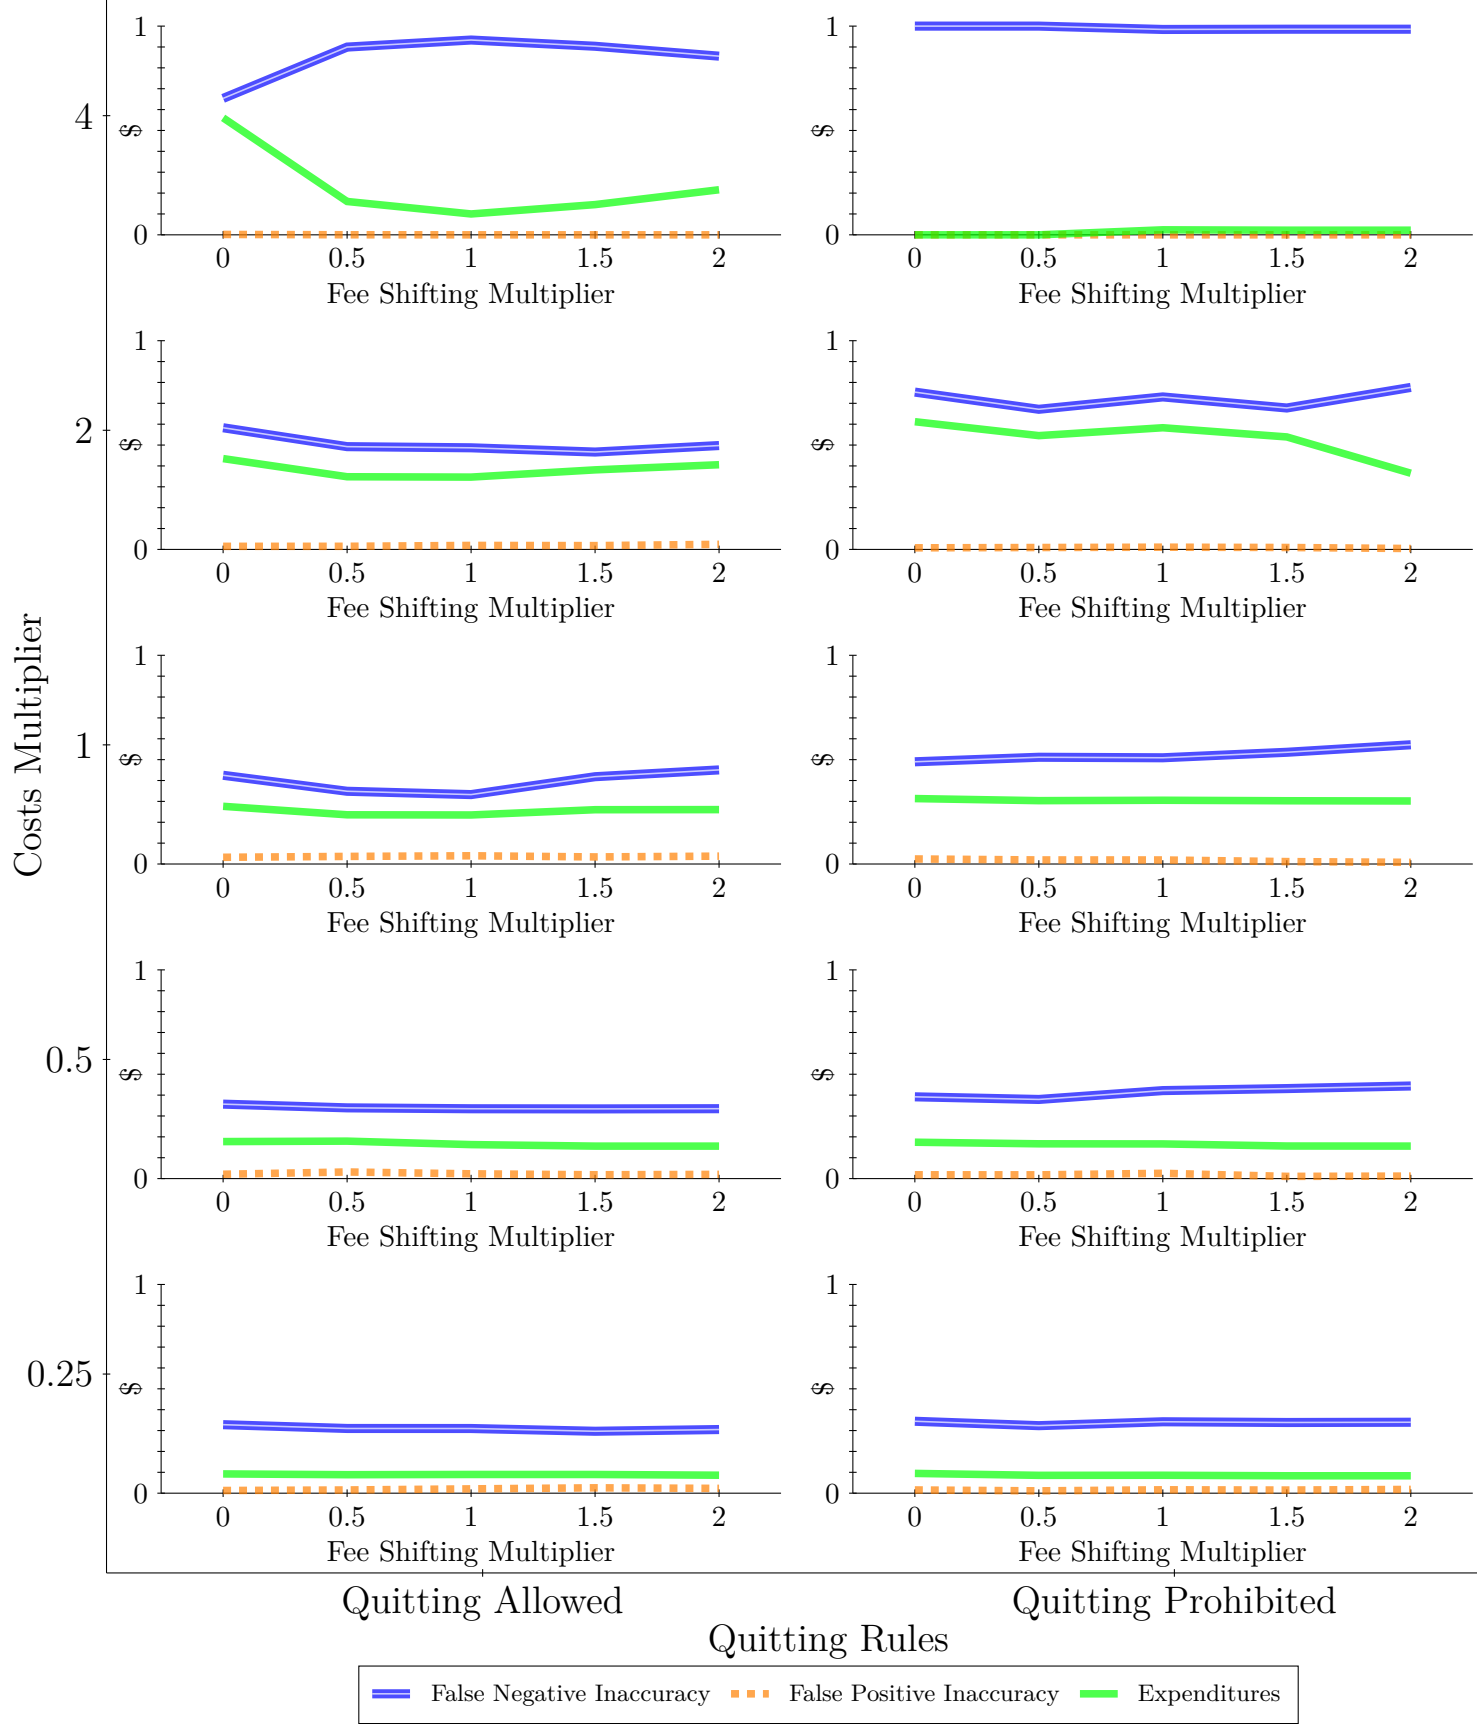 1
1
4
$
$
0
0
0 0.5 1 1.5 2
0 0.5 1 1.5 2
Fee Shifting Multiplier
Fee Shifting Multiplier
1
1
2
$
$
0
0
0 0.5 1 1.5 2
0 0.5 1 1.5 2
Fee Shifting Multiplier
Fee Shifting Multiplier
Costs Multiplier
1
1
1
$
$
0
0
0 0.5 1 1.5 2
0 0.5 1 1.5 2
Fee Shifting Multiplier
Fee Shifting Multiplier
1
1
0.5
$
$
0
0
0 0.5 1 1.5 2
0 0.5 1 1.5 2
Fee Shifting Multiplier
Fee Shifting Multiplier
1
1
0.25
$
$
0
0
0 0.5 1 1.5 2
0 0.5 1 1.5 2
Fee Shifting Multiplier
Fee Shifting Multiplier
Quitting Allowed
Quitting Prohibited
Quitting Rules
False Negative Inaccuracy False Positive Inaccuracy Expenditures